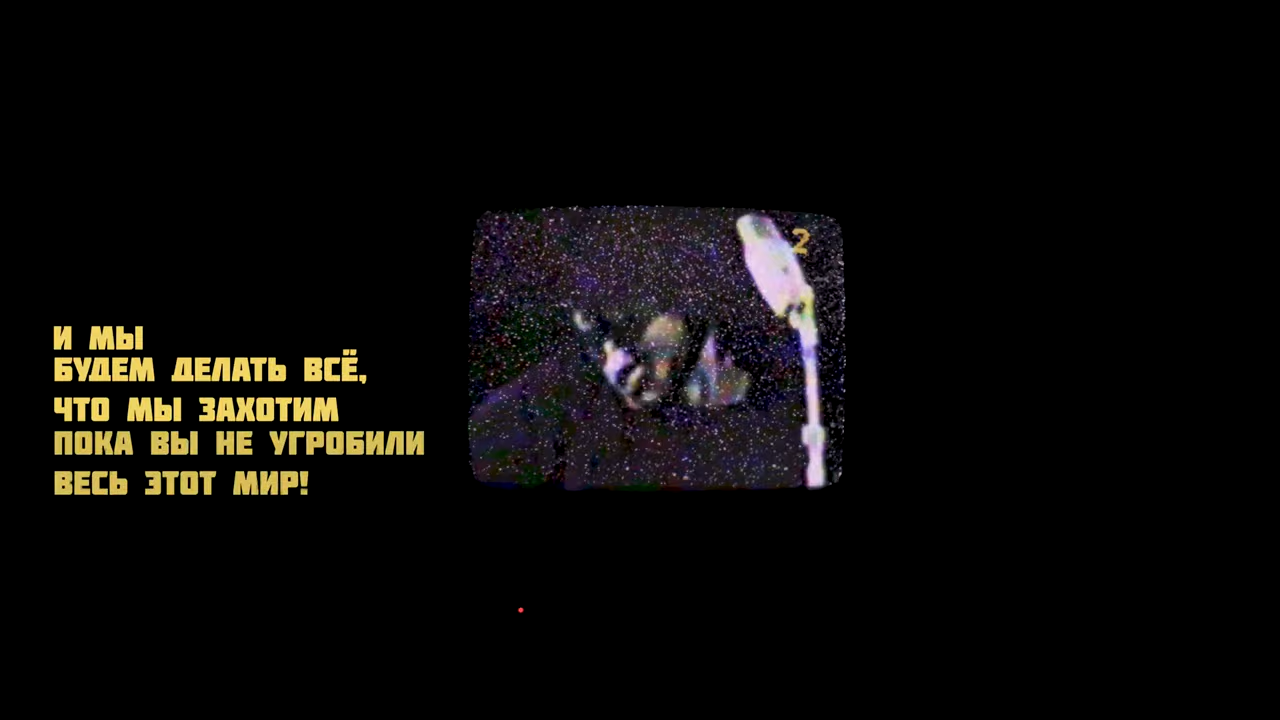 И МЫ
БУДЕМ ДЕЛАТЬ ВСЁ,
ЧТО МЫ ЗАХОТИМ
ПОКА ВЫ НЕ УГРОБИЛИ
ВЕСЬ ЭТОТ МИР!
2